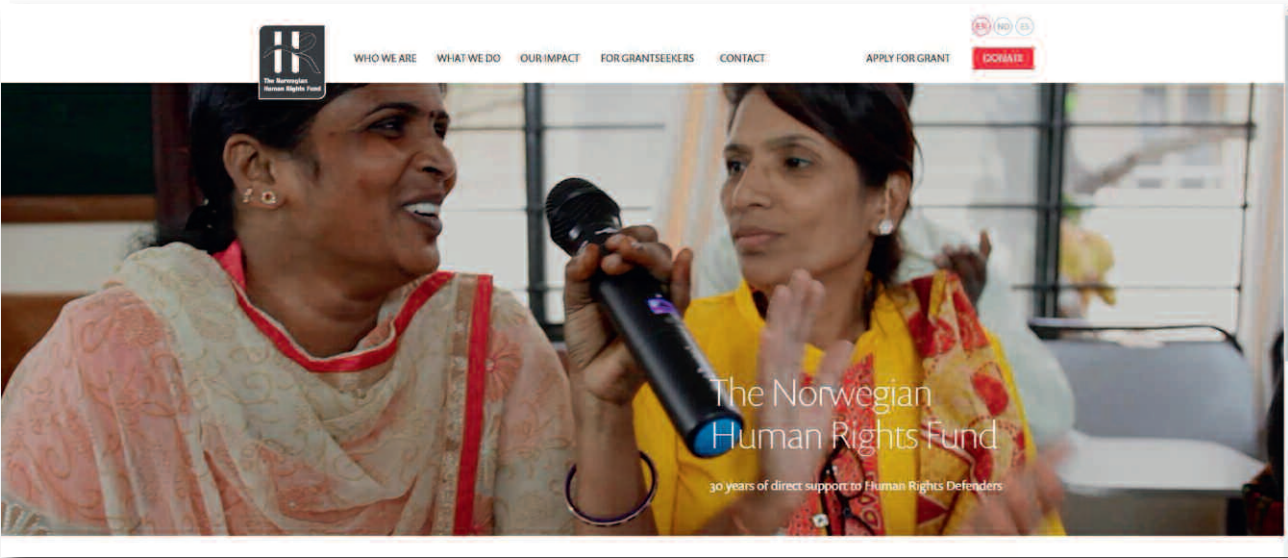 EN NO ES
The Norwegian
Human Rights Fund
WHO WE ARE WHAT WE DO OUR IMPACT FOR GRANTSEEKERS CONTACT APPLY FOR GRANT DONATE
The Norwegian
Human Rights Fund
30 years of direct support to Human Rights Defenders